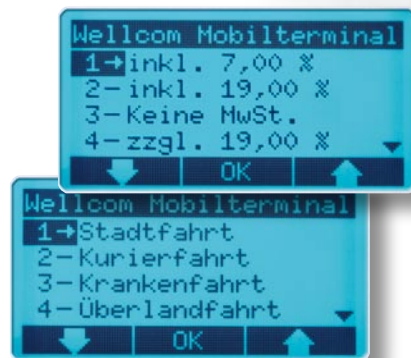 Wellcom Mobilterminal
1→inkl. 7,00 %
2-inkl. 19,00 %
3-Keine MwSt.
4-zzgl. 19,00 %
OK
Wellcom Mobilterminal
1→Stadtfahrt
2-Kurierfahrt
3-Krankenfahrt
4-Überlandfahrt
OK